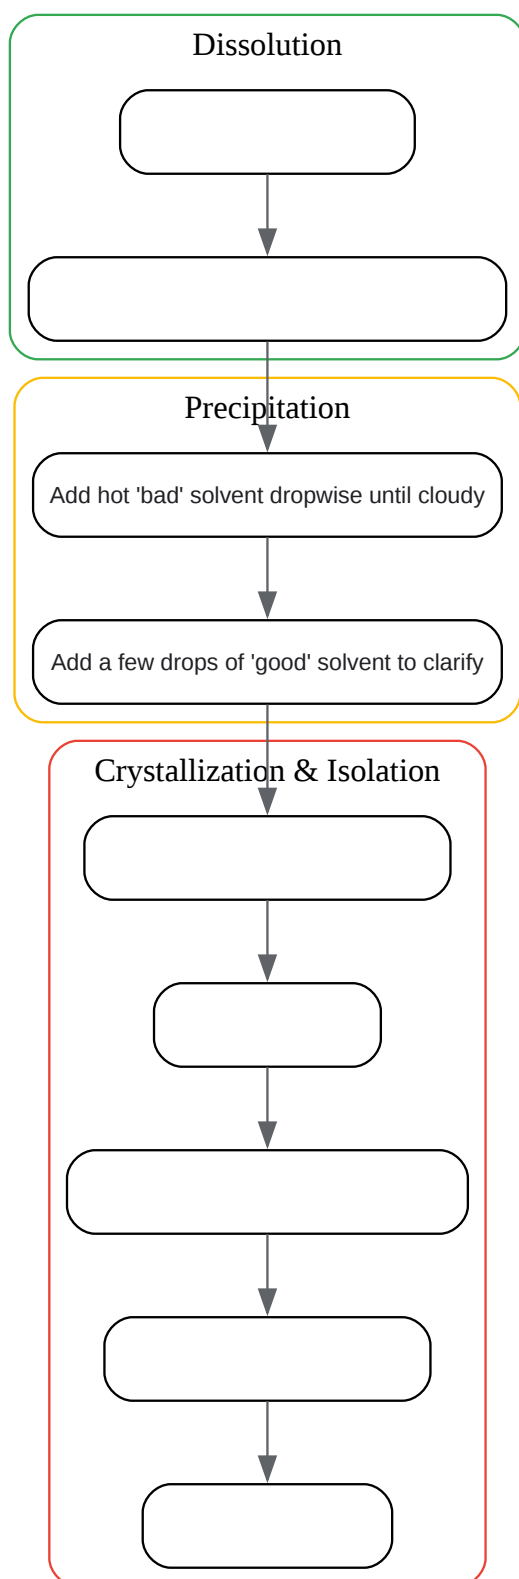 Dissolution
Precipitation
Add hot 'bad' solvent dropwise until cloudy
Add a few drops of 'good' solvent to clarify
Crystallization & Isolation